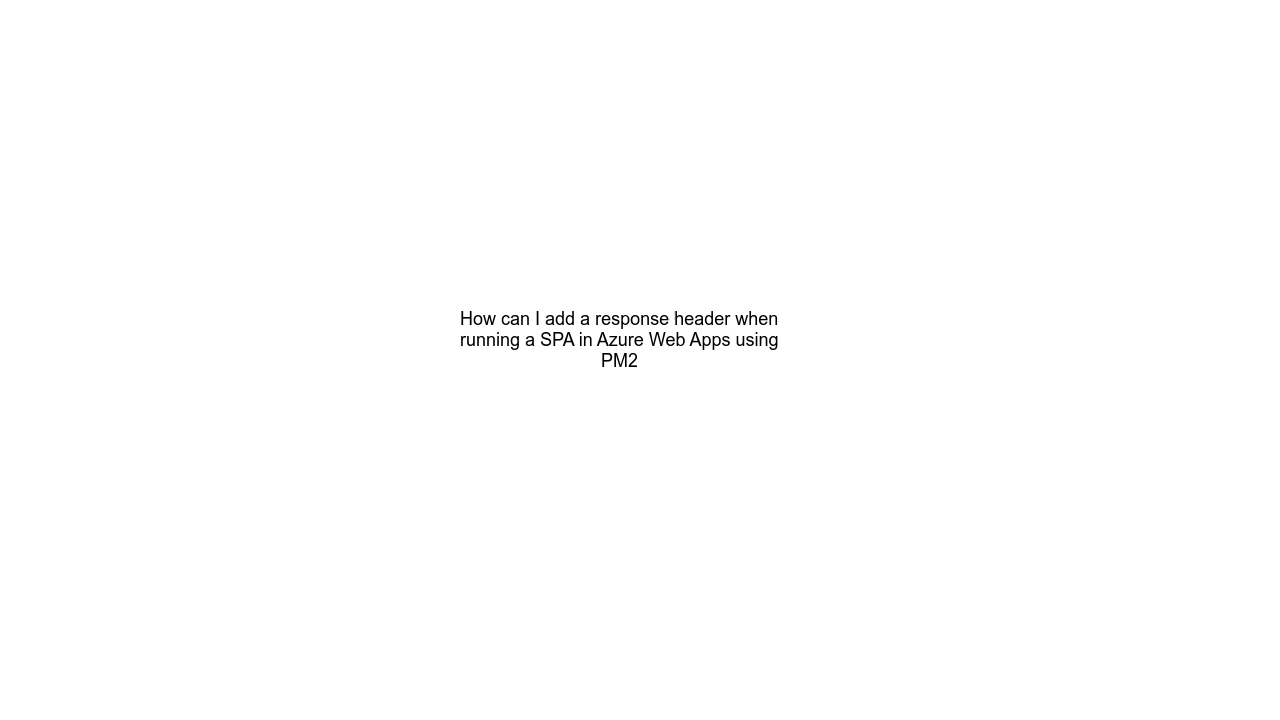 How can I add a response header when
running a SPA in Azure Web Apps using
PM2